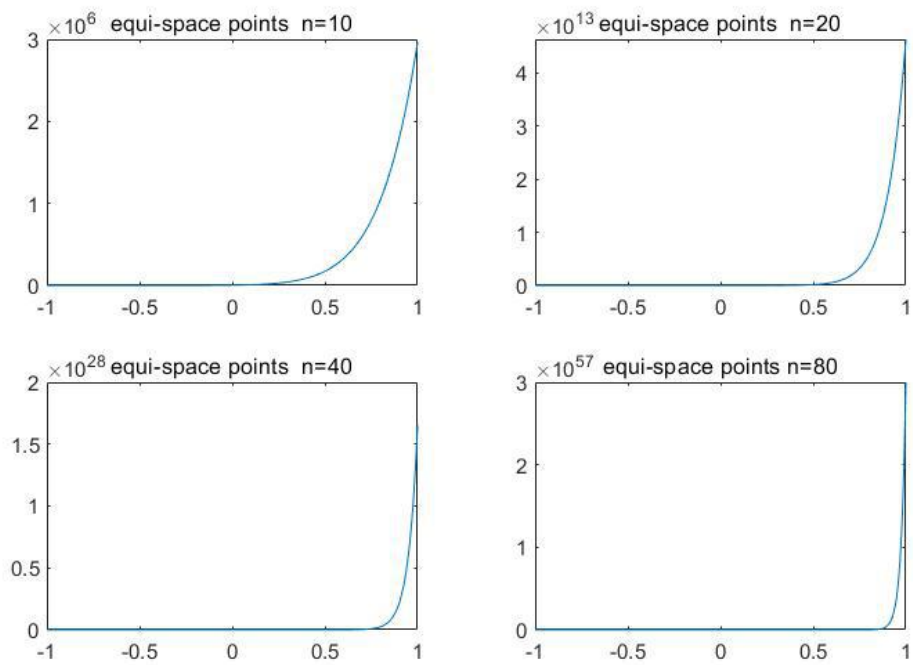 ×10^6 equi-space points n=10
3
2
1
0
-1 -0.5 0 0.5 1
×10^13 equi-space points n=20
4
3
2
1
0
-1 -0.5 0 0.5 1
×10^28 equi-space points n=40
2
1.5
1
0.5
0
-1 -0.5 0 0.5 1
×10^57 equi-space points n=80
3
2
1
0
-1 -0.5 0 0.5 1